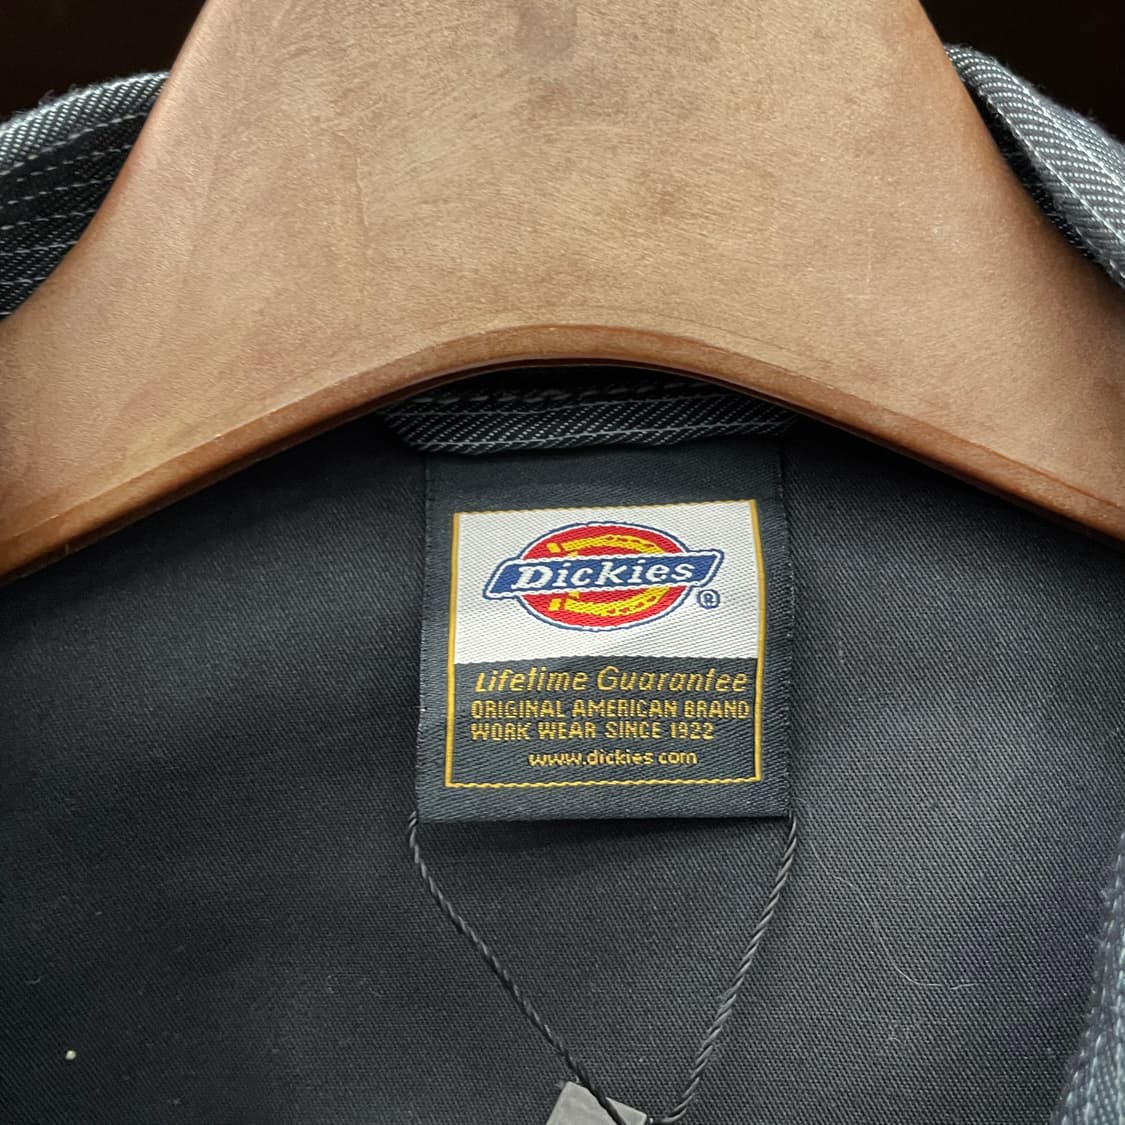 Dickies ®
Lifetime Guarantee
ORIGINAL AMERICAN BRAND
WORK WEAR SINCE 1922
www.dickies.com